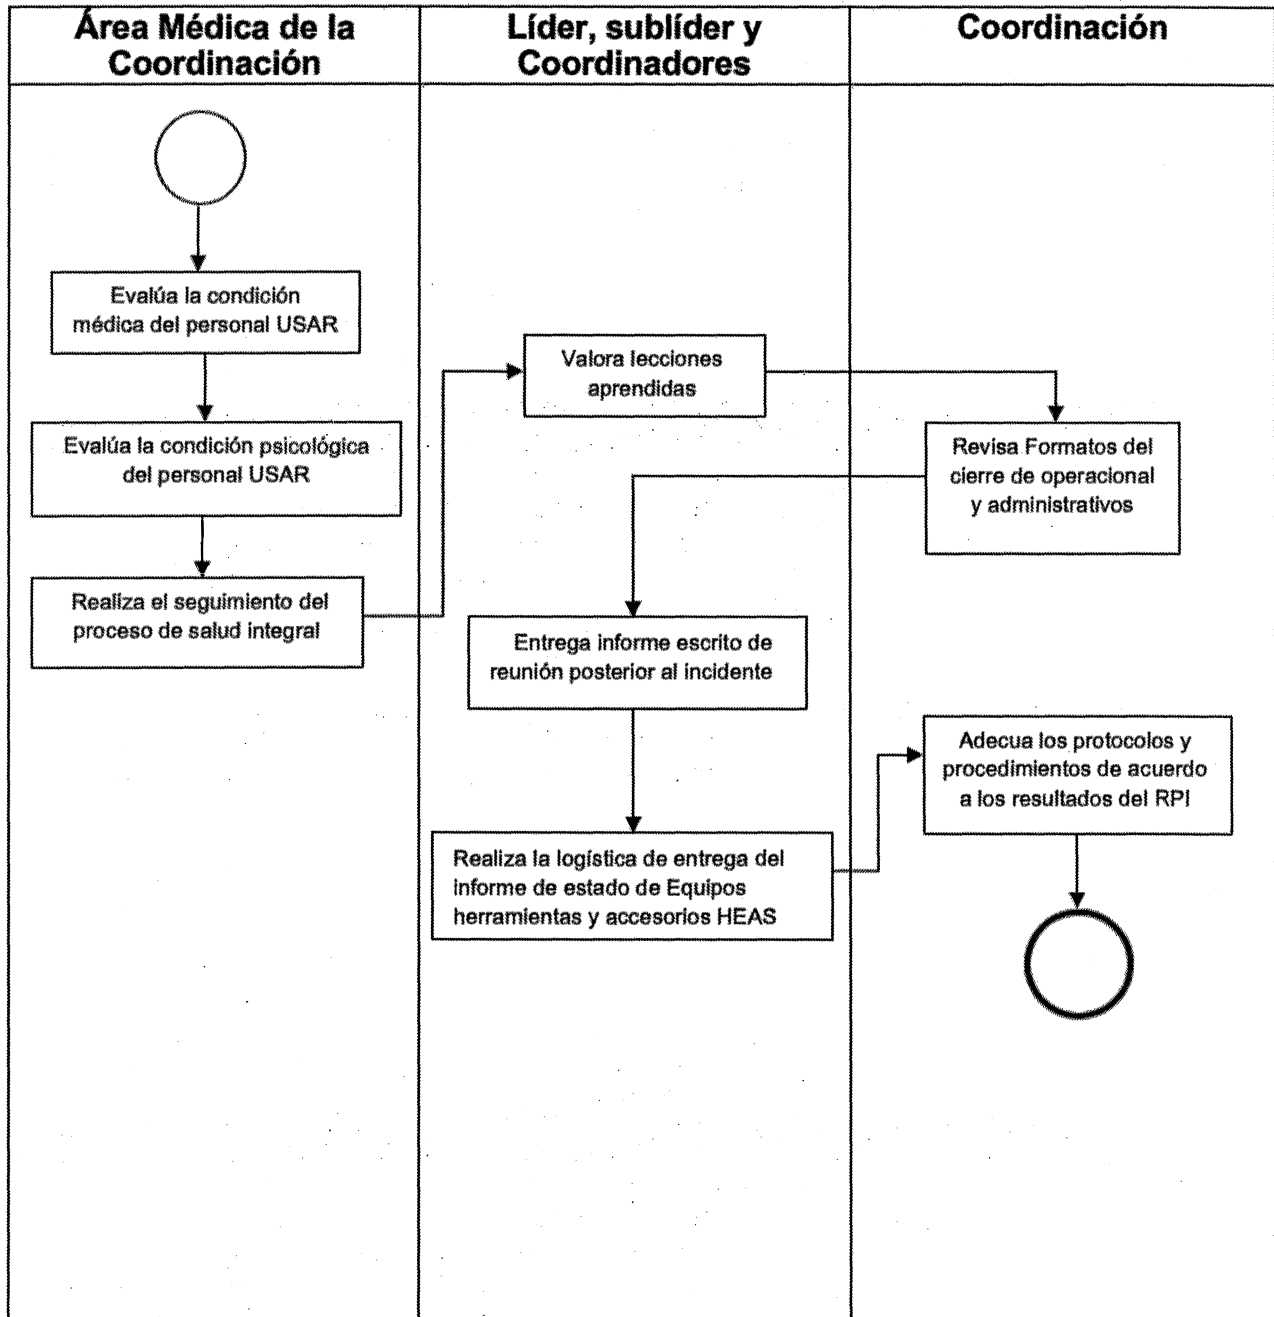 Área Médica de la
Coordinación
Líder, sublíder y
Coordinadores
Coordinación
Evalúa la condición
médica del personal USAR
Evalúa la condición psicológica
del personal USAR
Realiza el seguimiento del
proceso de salud integral
Valora lecciones
aprendidas
Revisa Formatos del
cierre de operacional
y administrativos
Entrega informe escrito de
reunión posterior al incidente
Realiza la logística de entrega del
informe de estado de Equipos
herramientas y accesorios HEAS
Adecua los protocolos y
procedimientos de acuerdo
a los resultados del RPI